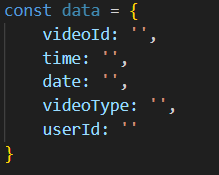 const data = {
    videoId: '',
    time: '',
    date: '',
    videoType: '',
    userId: ''
}